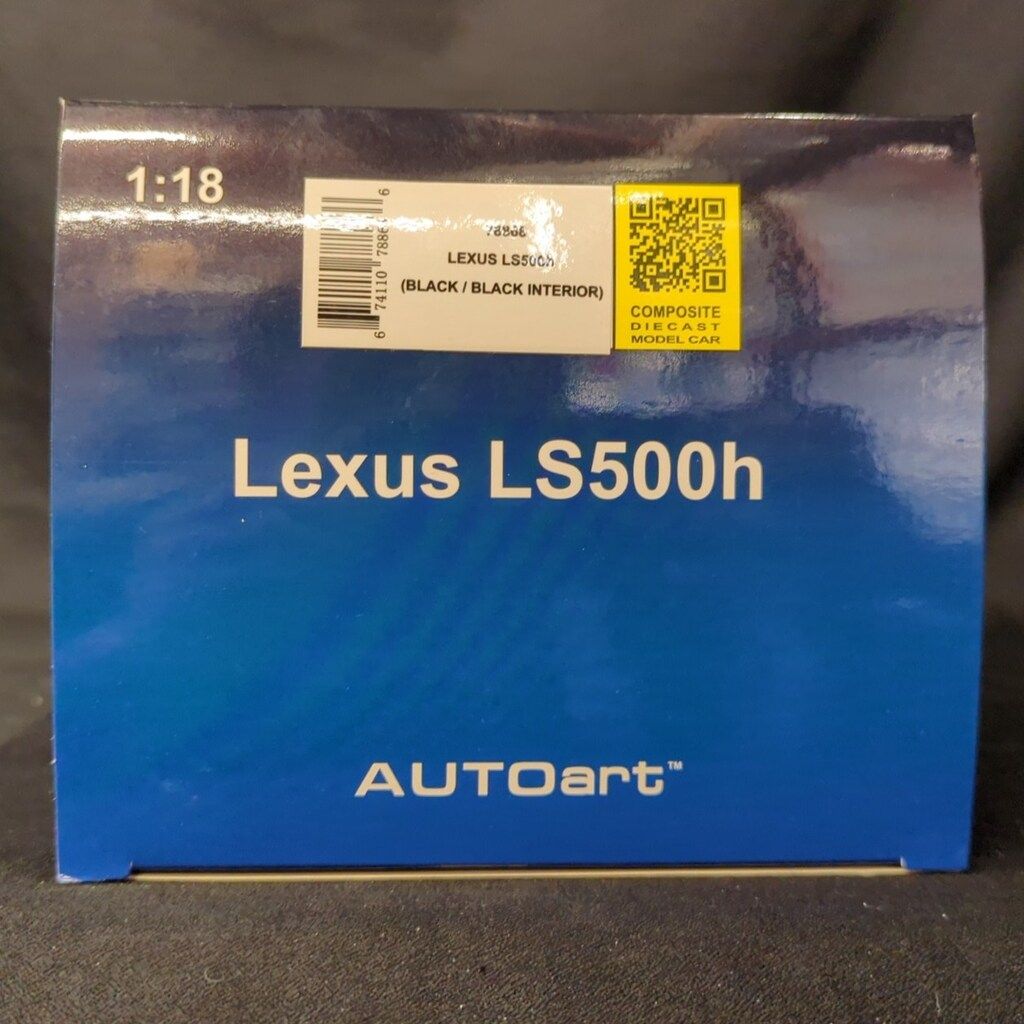 1:18
LEXUS LS500h
(BLACK / BLACK INTERIOR)
COMPOSITE
DIECAST
MODEL CAR
Lexus LS500h
AUTOart™